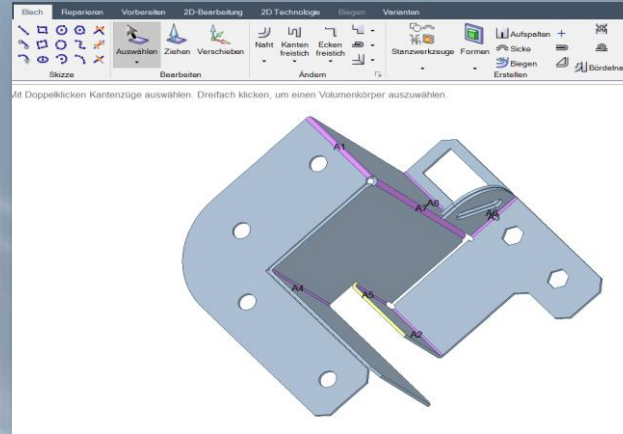 Blech Reparieren Vorbereiten 2D-Bearbeitung 2D Technologie Biegen Varianten
Auswählen Ziehen Verschieben
Naht Kanten freistich Ecken freistich
Stanzwerkzeuge Formen
Aufspalten
Sicke
Biegen
Bördelna
Skizze Bearbeiten Ändern Erstellen
Mit Doppelklicken Kantenzüge auswählen. Dreifach klicken, um einen Volumenkörper auszuwählen.
A1
A8
A7
A3
A4
A5
A2